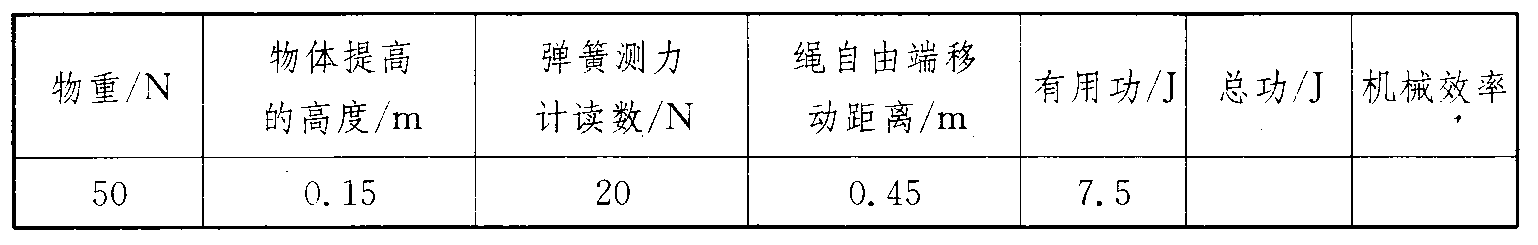 物重/N 物体提高的高度/m 弹簧测力计读数/N 绳自由端移动距离/m 有用功/J 总功/J 机械效率
50 0.15 20 0.45 7.5